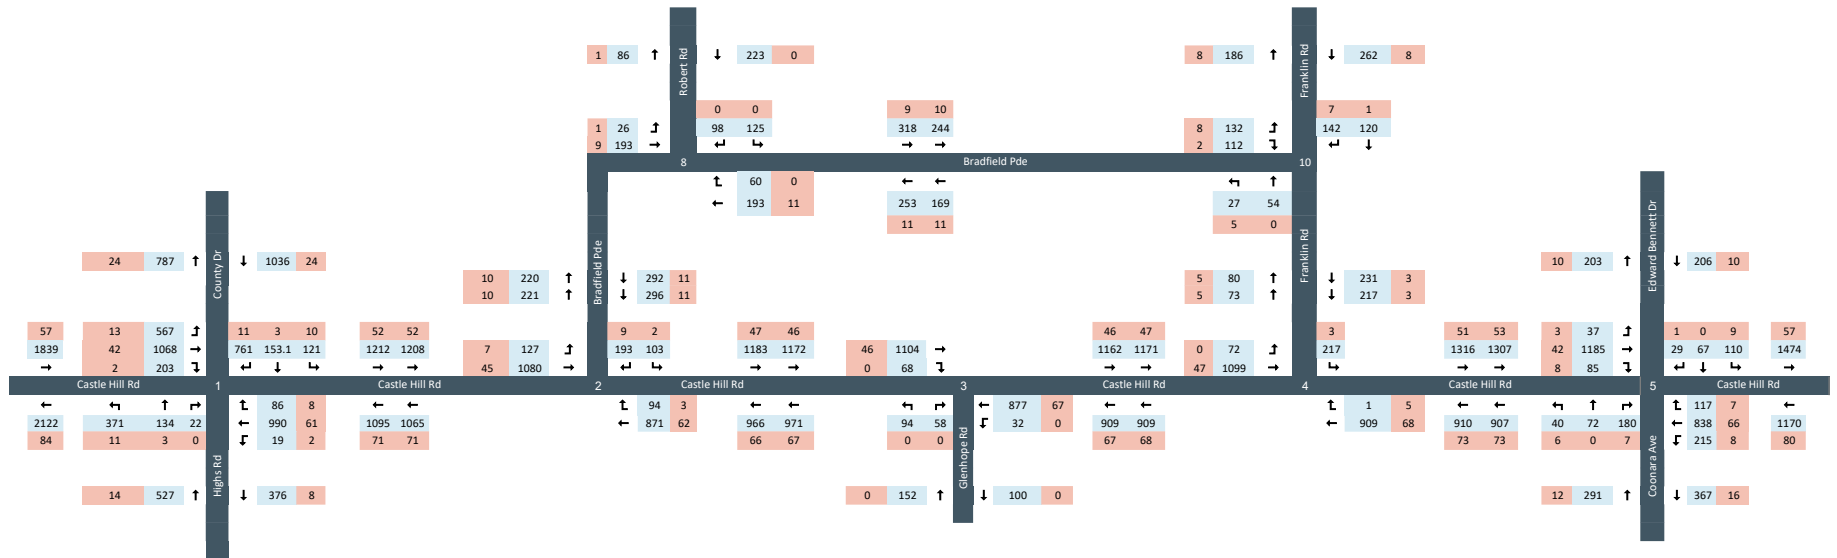 1 86 ↑ ↓ 223 0
8 186 ↑ ↓ 262 8
Robert Rd
Franklin Rd
0 0
9 10
7 1
1 26 98 125
318 244
8 132 142 120
9 193 →
→ →
2 112
8 Bradfield Pde 10
60 0
← ←
↑
← 193 11
253 169
27 54
11 11
5 0
County Dr
Bradfield Pde
Franklin Rd
Edward Bennett Dr
24 787 ↑ ↓ 1036 24
10 203 ↑ ↓ 206 10
10 220 ↑ ↓ 292 11
5 80 ↑ ↓ 231 3
10 221 ↑ ↓ 296 11
5 73 ↑ ↓ 217 3
57 13 567 11 3 10 52 52 9 2 47 46 46 47 3 51 53 3 37 1 0 9 57
1839 42 1068 → 761 153.1 121 1212 1208 7 127 193 103 1183 1172 46 1104 → 1162 1171 0 72 217 1316 1307 42 1185 → 29 67 110 1474
→ 2 203 ↓ → → 45 1080 → → → 0 68 → → 47 1099 → → → 8 85 ↓ →
Castle Hill Rd 1 Castle Hill Rd 2 Castle Hill Rd 3 Castle Hill Rd 4 Castle Hill Rd 5 Castle Hill Rd
← ↑ 86 8 ← ← 94 3 ← ← ← 877 67 ← ← 1 5 ← ← ↑ 117 7 ←
2122 371 134 22 ← 990 61 1095 1065 ← 871 62 966 971 94 58 32 0 909 909 ← 909 68 910 907 40 72 180 ← 838 66 1170
84 11 3 0 19 2 71 71 66 67 0 0 67 68 73 73 6 0 7 215 8 80
Highs Rd
Glenhope Rd
Coonara Ave
14 527 ↑ ↓ 376 8
0 152 ↑ ↓ 100 0
12 291 ↑ ↓ 367 16